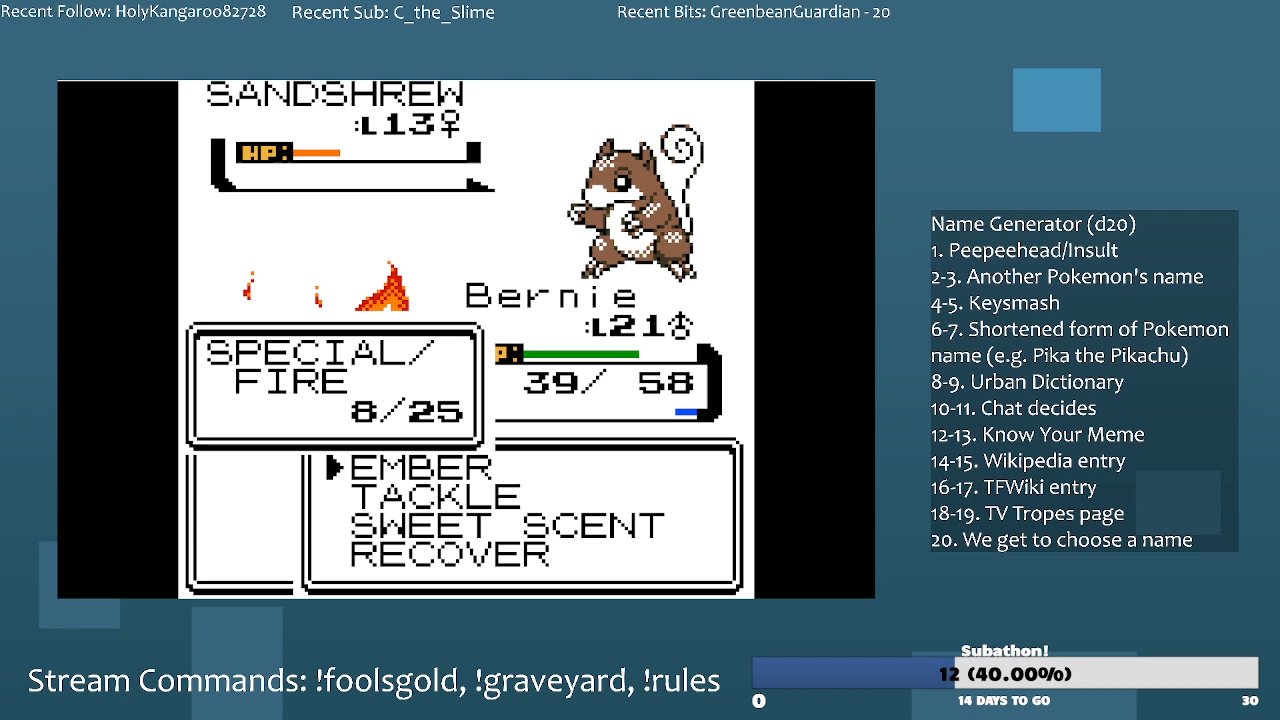 Recent Follow: HolyKangaroo82728 Recent Sub: C_the_Slime Recent Bits: GreenbeanGuardian - 20
SANDSHREW
:L13♀
HP:
Bernie
:L21♂
P:
39/ 58
SPECIAL/
FIRE
8/25
▶EMBER
TACKLE
SWEET SCENT
RECOVER
Name Generator (d20)
1. Peepeehead/Insult
2-3. Another Pokemon's name
4-5. Keysmash
6-7. Shortened form of Pokemon
name (e.g. Pika the Pikachu)
8-9. Urban Dictionary
10-11. Chat decides
12-13. Know Your Meme
14-15. Wikipedia entry
16-17. TFWiki entry
18-19. TV Tropes page
20. We get to choose a name
Stream Commands: !foolsgold, !graveyard, !rules
Subathon!
12 (40.00%)
0 14 DAYS TO GO 30